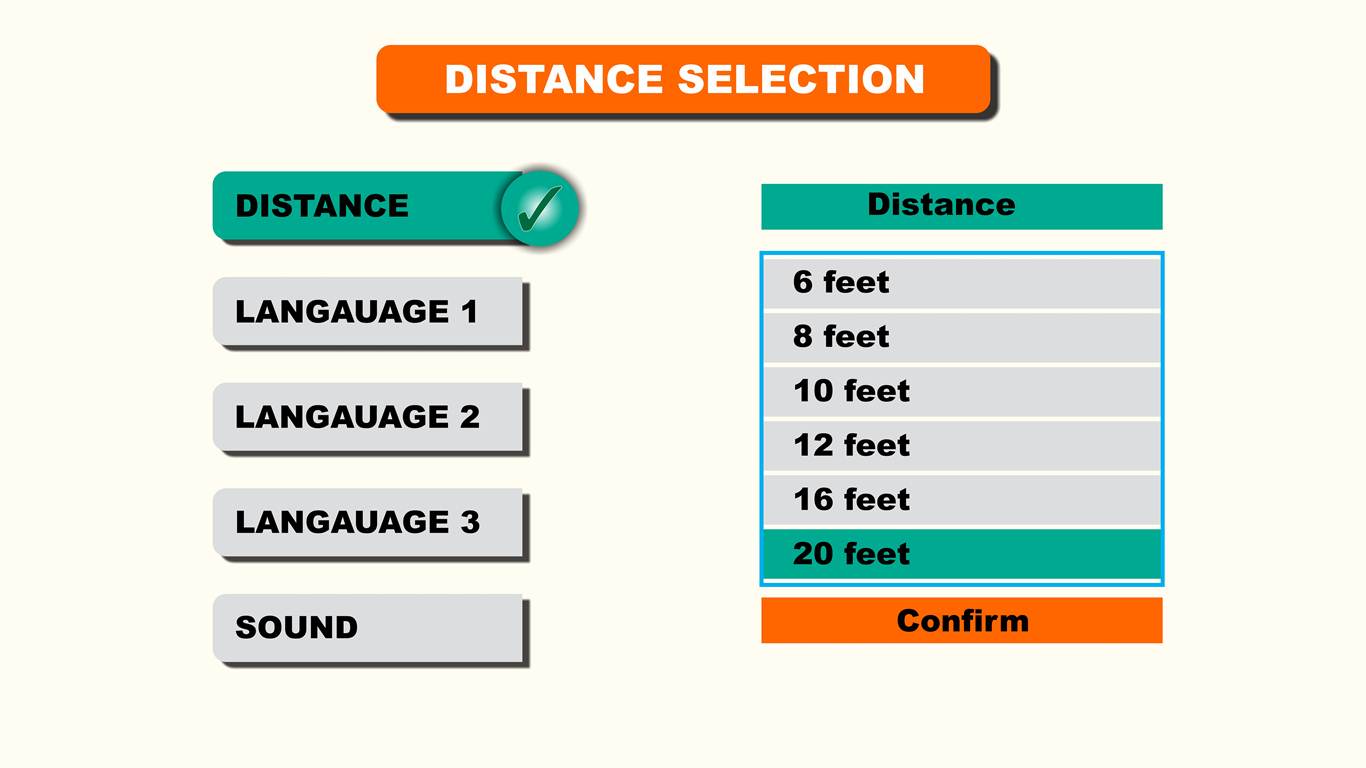 DISTANCE SELECTION
DISTANCE
LANGAUAGE 1
LANGAUAGE 2
LANGAUAGE 3
SOUND
Distance
6 feet
8 feet
10 feet
12 feet
16 feet
20 feet
Confirm